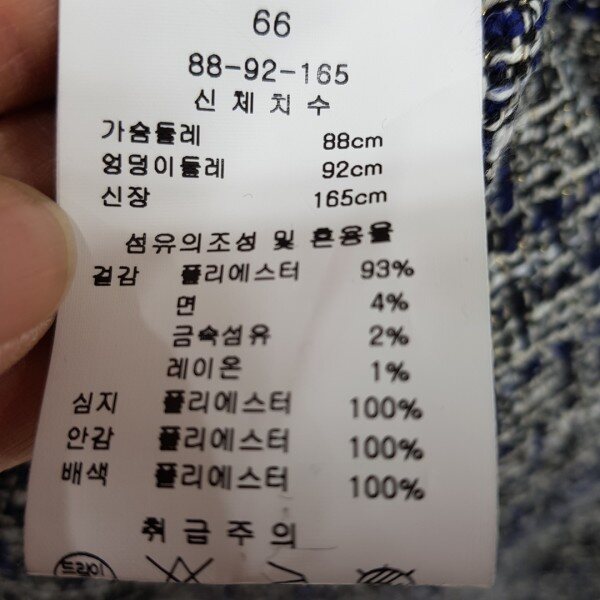 66
88-92-165
신 체 치 수
가슴둘레 88cm
엉덩이둘레 92cm
신장 165cm
섬유의조성 및 혼용율
겉감 폴리에스터 93%
면 4%
금속섬유 2%
레이온 1%
심지 폴리에스터 100%
안감 폴리에스터 100%
배색 폴리에스터 100%
취 급 주 의
드라이